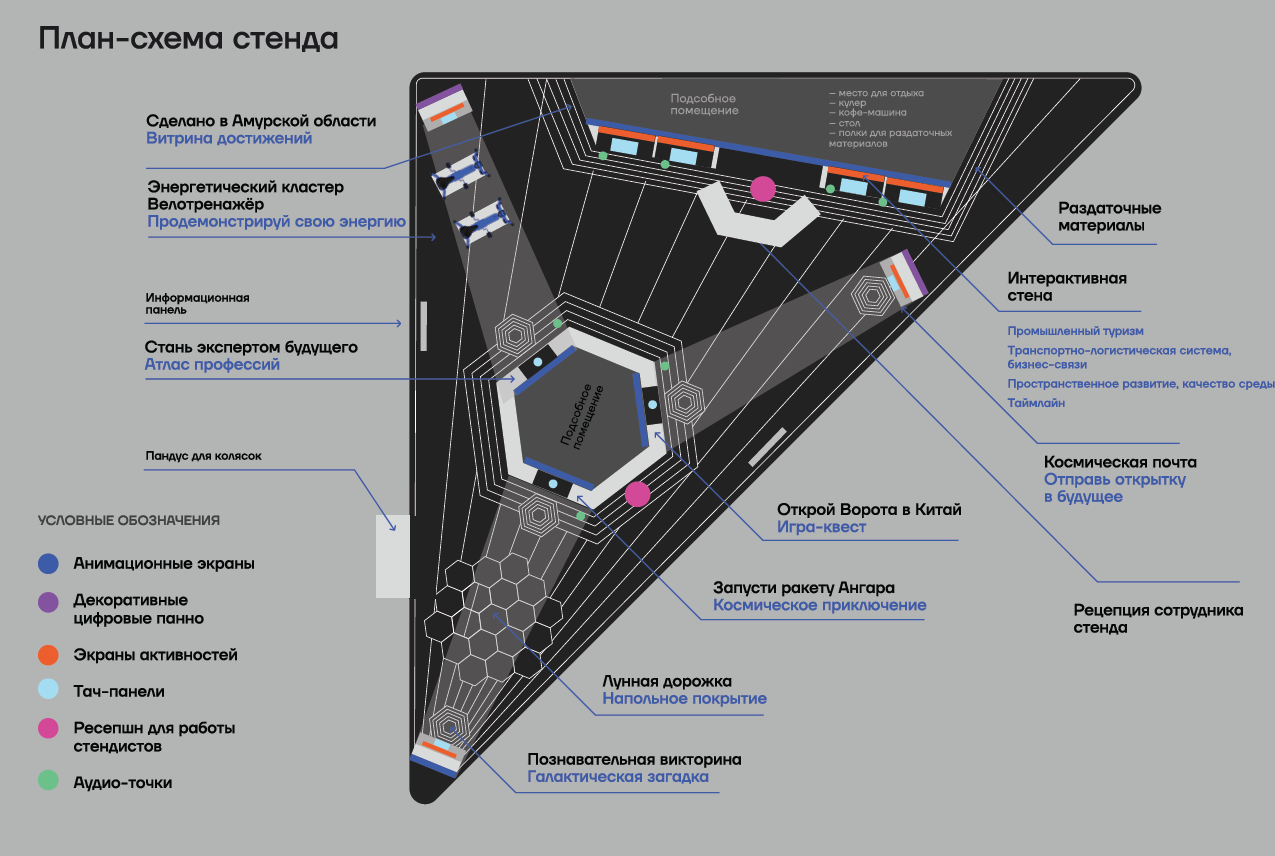 План-схема стенда
Сделано в Амурской области
Витрина достижений
Энергетический кластер
Велотренажёр
Продемонстрируй свою энергию
Информационная
панель
Стань экспертом будущего
Атлас профессий
Пандус для колясок
УСЛОВНЫЕ ОБОЗНАЧЕНИЯ
Анимационные экраны
Декоративные
цифровые панно
Экраны активностей
Тач-панели
Ресепшн для работы
стендистов
Аудио-точки
Подсобное
помещение
— место для отдыха
— кулер
— кофе-машина
— стол
— полки для раздаточных
материалов
Подсобное
помещение
Раздаточные
материалы
Интерактивная
стена
Промышленный туризм
Транспортно-логистическая система,
бизнес-связи
Пространственное развитие, качество среды
Таймлайн
Космическая почта
Отправь открытку
в будущее
Открой Ворота в Китай
Игра-квест
Запусти ракету Ангара
Космическое приключение
Рецепция сотрудника
стенда
Лунная дорожка
Напольное покрытие
Познавательная викторина
Галактическая загадка